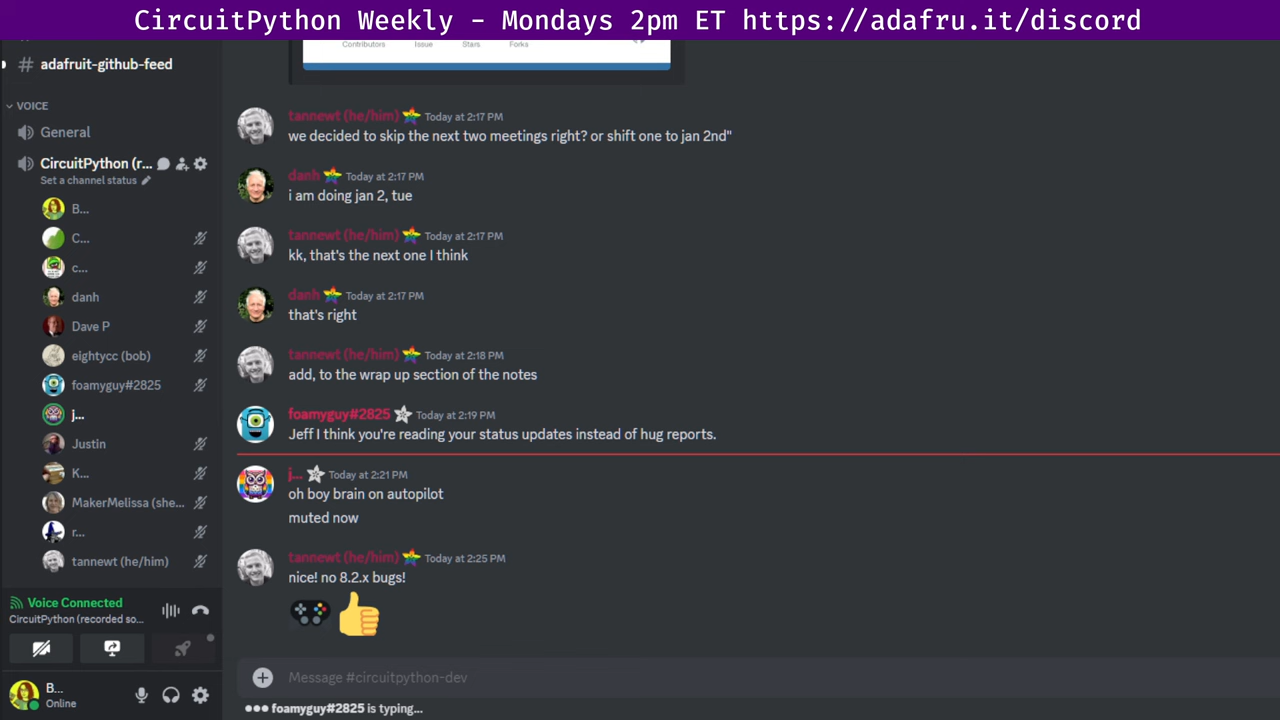 CircuitPython Weekly - Mondays 2pm ET https://adafru.it/discord
Contributors Issue Stars Forks
# adafruit-github-feed
VOICE
General
CircuitPython (r...
Set a channel status
B...
C...
c...
danh
Dave P
eightycc (bob)
foamyguy#2825
j...
Justin
K...
MakerMelissa (she...
r...
tannewt (he/him)
Voice Connected
CircuitPython (recorded so...
B...
Online
tannewt (he/him) Today at 2:17 PM
we decided to skip the next two meetings right? or shift one to jan 2nd"
danh Today at 2:17 PM
i am doing jan 2, tue
tannewt (he/him) Today at 2:17 PM
kk, that's the next one I think
danh Today at 2:17 PM
that's right
tannewt (he/him) Today at 2:18 PM
add, to the wrap up section of the notes
foamyguy#2825 Today at 2:19 PM
Jeff I think you're reading your status updates instead of hug reports.
j... Today at 2:21 PM
oh boy brain on autopilot
muted now
tannewt (he/him) Today at 2:25 PM
nice! no 8.2.x bugs!
Message #circuitpython-dev
foamyguy#2825 is typing...